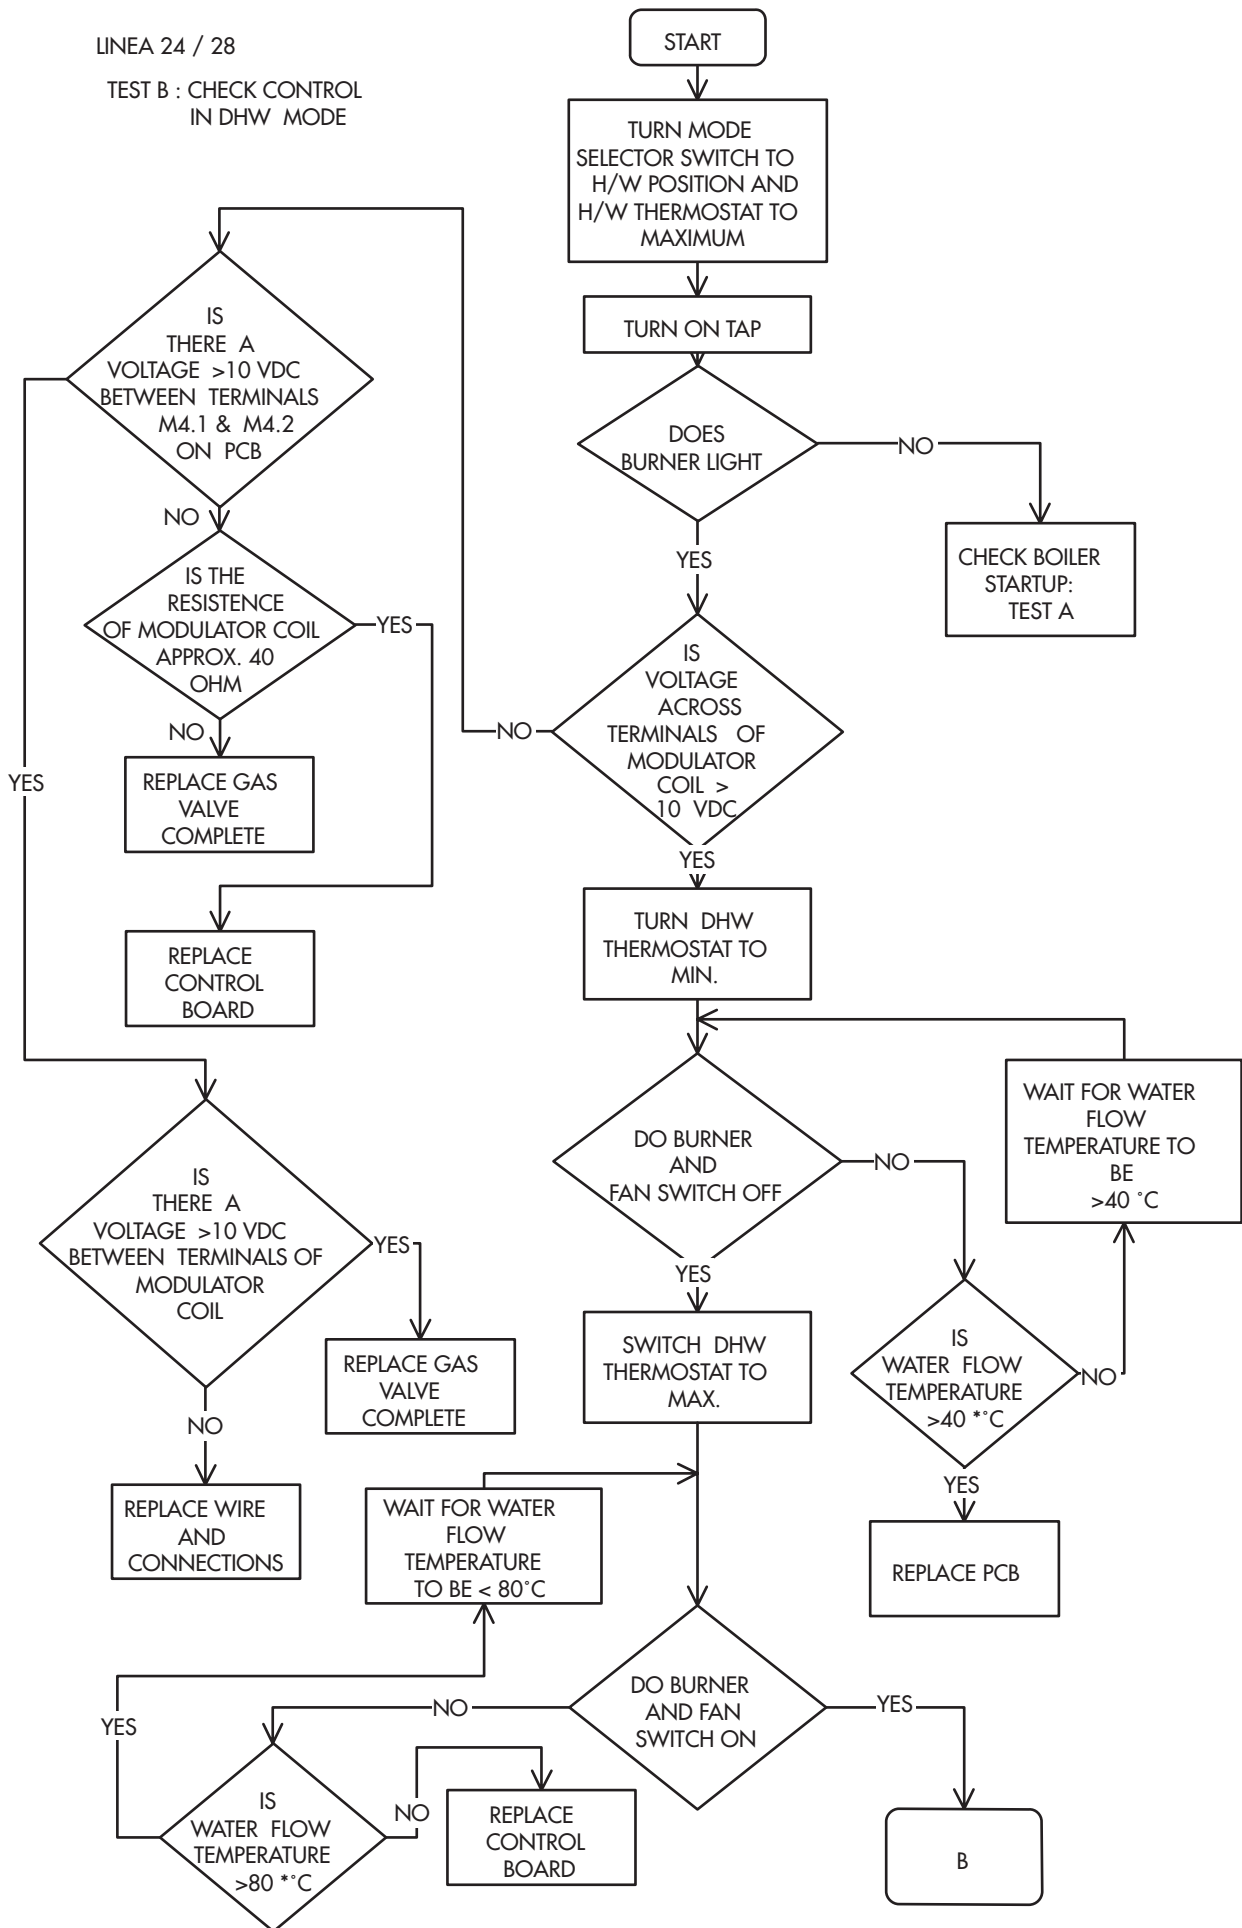 LINEA 24 / 28
TEST B : CHECK CONTROL
IN DHW MODE
START
TURN MODE
SELECTOR SWITCH TO
H/W POSITION AND
H/W THERMOSTAT TO
MAXIMUM
TURN ON TAP
DOES
BURNER LIGHT
NO
CHECK BOILER
STARTUP:
TEST A
YES
IS
VOLTAGE
ACROSS
TERMINALS OF
MODULATOR
COIL >
10 VDC
NO
IS
THERE A
VOLTAGE >10 VDC
BETWEEN TERMINALS
M4.1 & M4.2
ON PCB
NO
IS THE
RESISTENCE
OF MODULATOR COIL
APPROX. 40
OHM
YES
NO
REPLACE GAS
VALVE
COMPLETE
REPLACE
CONTROL
BOARD
YES
IS
THERE A
VOLTAGE >10 VDC
BETWEEN TERMINALS OF
MODULATOR
COIL
YES
REPLACE GAS
VALVE
COMPLETE
NO
REPLACE WIRE
AND
CONNECTIONS
YES
TURN DHW
THERMOSTAT TO
MIN.
DO BURNER
AND
FAN SWITCH OFF
NO
WAIT FOR WATER
FLOW
TEMPERATURE TO
BE
>40 °C
IS
WATER FLOW
TEMPERATURE
>40 *°C
NO
YES
REPLACE PCB
YES
SWITCH DHW
THERMOSTAT TO
MAX.
WAIT FOR WATER
FLOW
TEMPERATURE
TO BE < 80°C
DO BURNER
AND FAN
SWITCH ON
YES
B
NO
YES
IS
WATER FLOW
TEMPERATURE
>80 *°C
NO
REPLACE
CONTROL
BOARD